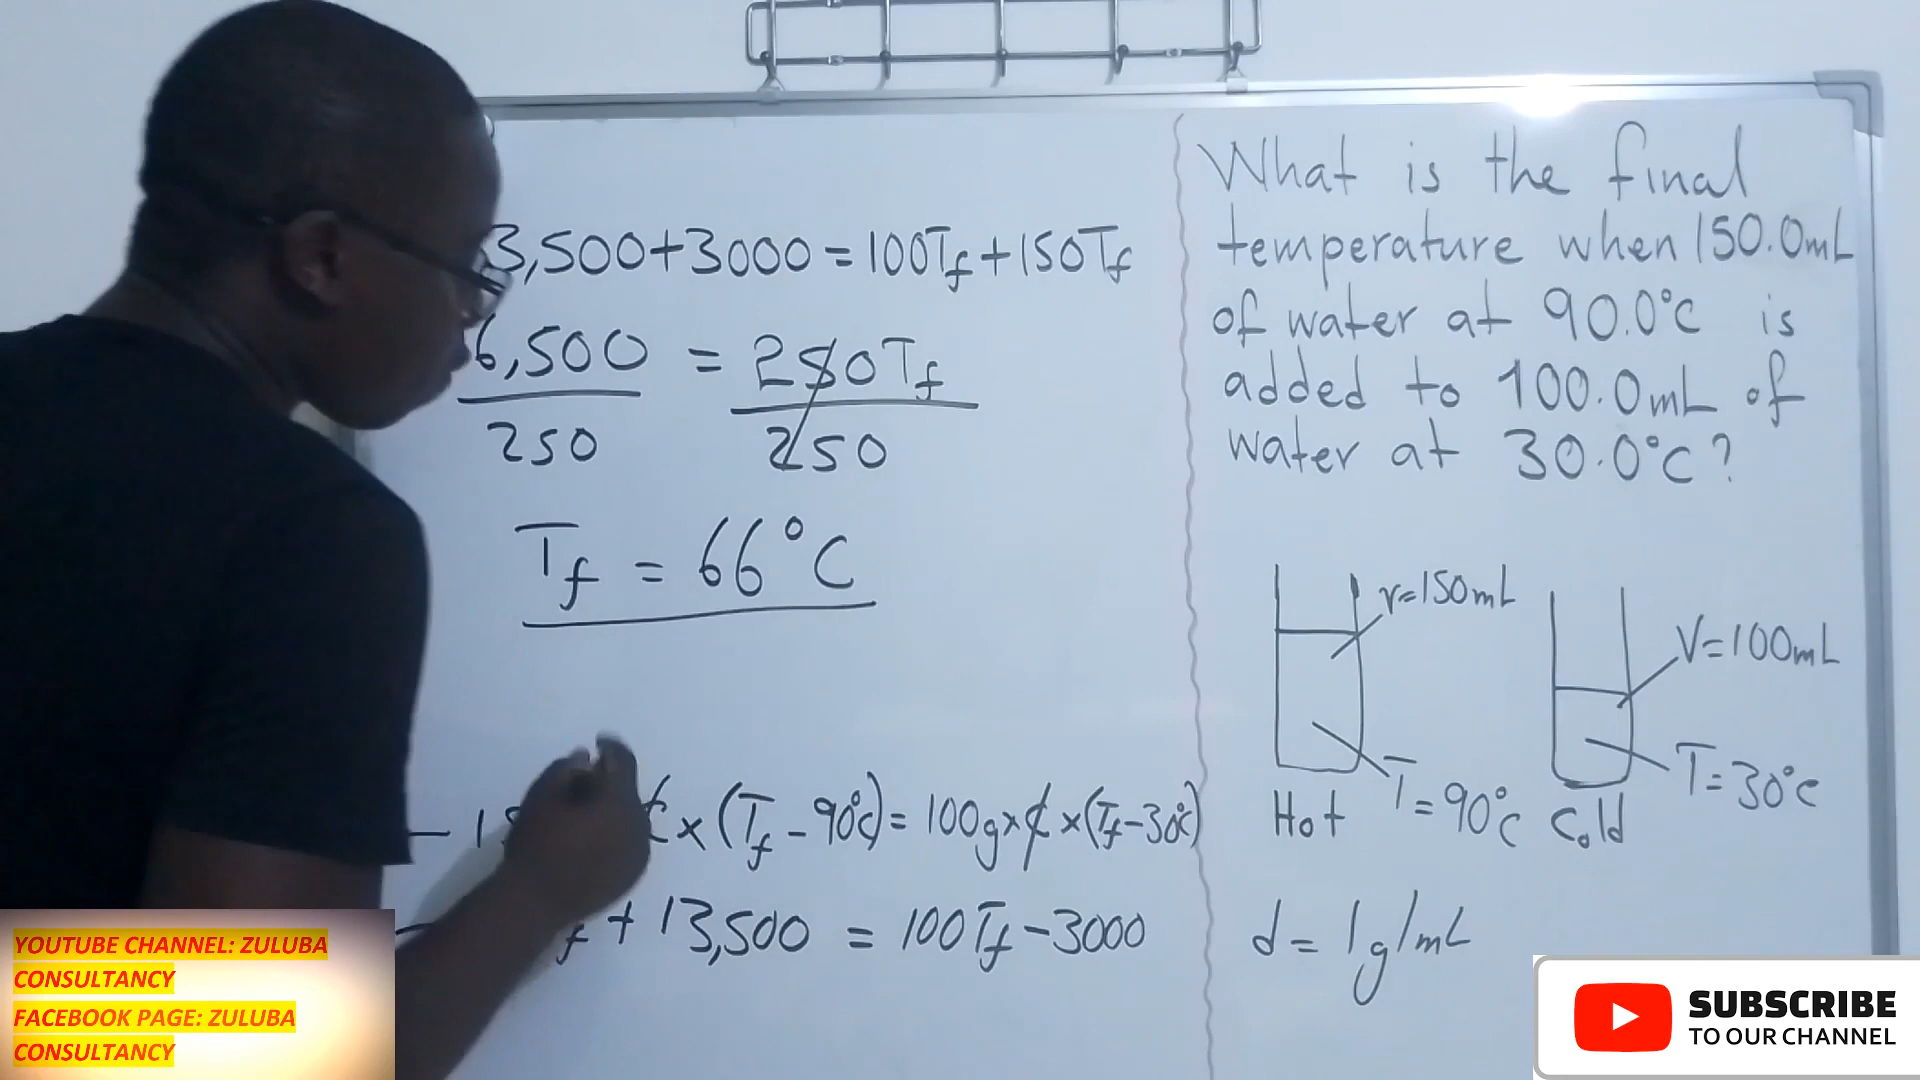 3,500+3000 = 100Tf+150Tf
6,500 = 250Tf
250 250
Tf = 66°C
¢ x (Tf - 90°C) = 100g x ¢ x (Tf - 30°C)
f + 13,500 = 100Tf - 3000
What is the final
temperature when 150.0mL
of water at 90.0°C is
added to 100.0mL of
water at 30.0°C?
v=150mL
V=100mL
T=90°C
T=30°C
Hot
Cold
d = 1g/mL
YOUTUBE CHANNEL: ZULUBA
CONSULTANCY
FACEBOOK PAGE: ZULUBA
CONSULTANCY
SUBSCRIBE
TO OUR CHANNEL